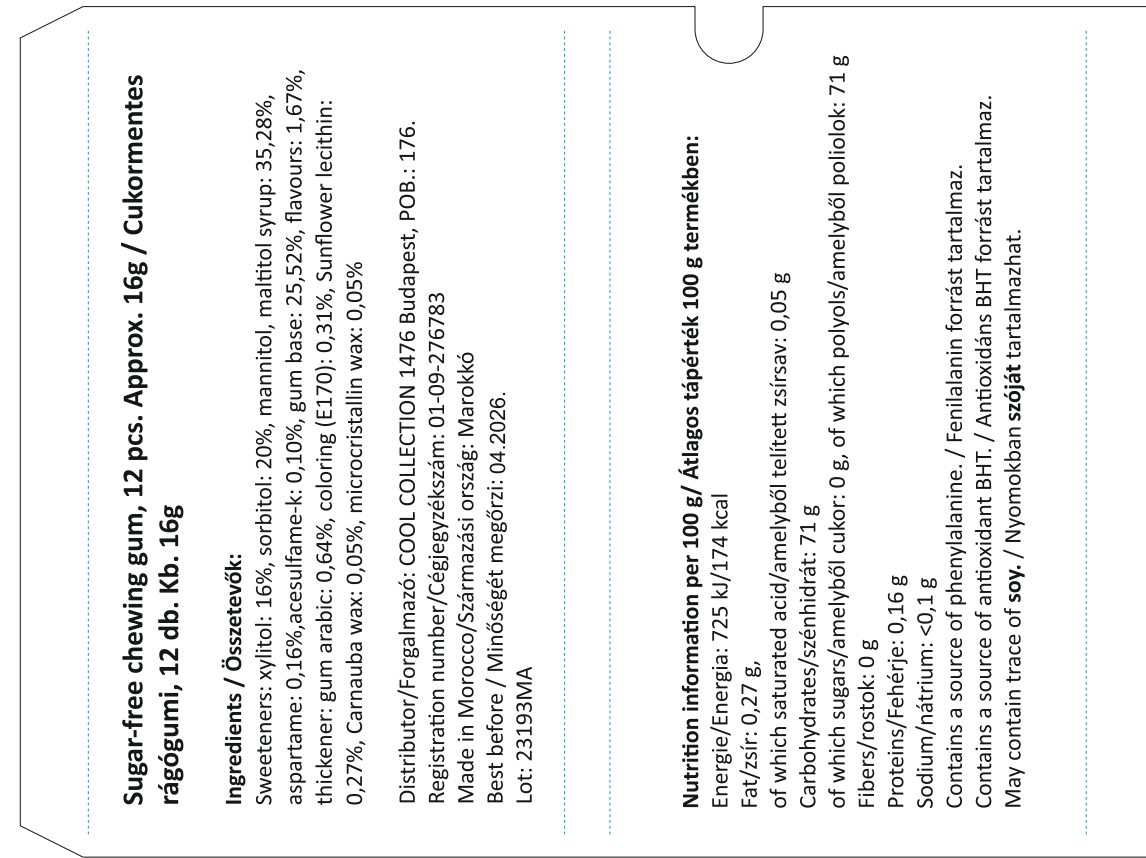 Sugar-free chewing gum, 12 pcs. Approx. 16g / Cukormentes
rágógumi, 12 db. Kb. 16g
Ingredients / Összetevők:
Sweeteners: xylitol: 16%, sorbitol: 20%, mannitol, maltitol syrup: 35,28%,
aspartame: 0,16%,acesulfame-k: 0,10%, gum base: 25,52%, flavours: 1,67%,
thickener: gum arabic: 0,64%, coloring (E170): 0,31%, Sunflower lecithin:
0,27%, Carnauba wax: 0,05%, microcristallin wax: 0,05%
Distributor/Forgalmazó: COOL COLLECTION 1476 Budapest, POB.: 176.
Registration number/Cégjegyzékszám: 01-09-276783
Made in Morocco/Származási ország: Marokkó
Best before / Minőségét megőrzi: 04.2026.
Lot: 23193MA
Nutrition information per 100 g/ Átlagos tápérték 100 g termékben:
Energie/Energia: 725 kJ/174 kcal
Fat/zsír: 0,27 g,
of which saturated acid/amelyből telített zsírsav: 0,05 g
Carbohydrates/szénhidrát: 71 g
of which sugars/amelyből cukor: 0 g, of which polyols/amelyből poliolok: 71 g
Fibers/rostok: 0 g
Proteins/Fehérje: 0,16 g
Sodium/nátrium: <0,1 g
Contains a source of phenylalanine. / Fenilalanin forrást tartalmaz.
Contains a source of antioxidant BHT. / Antioxidáns BHT forrást tartalmaz.
May contain trace of soy. / Nyomokban szóját tartalmazhat.